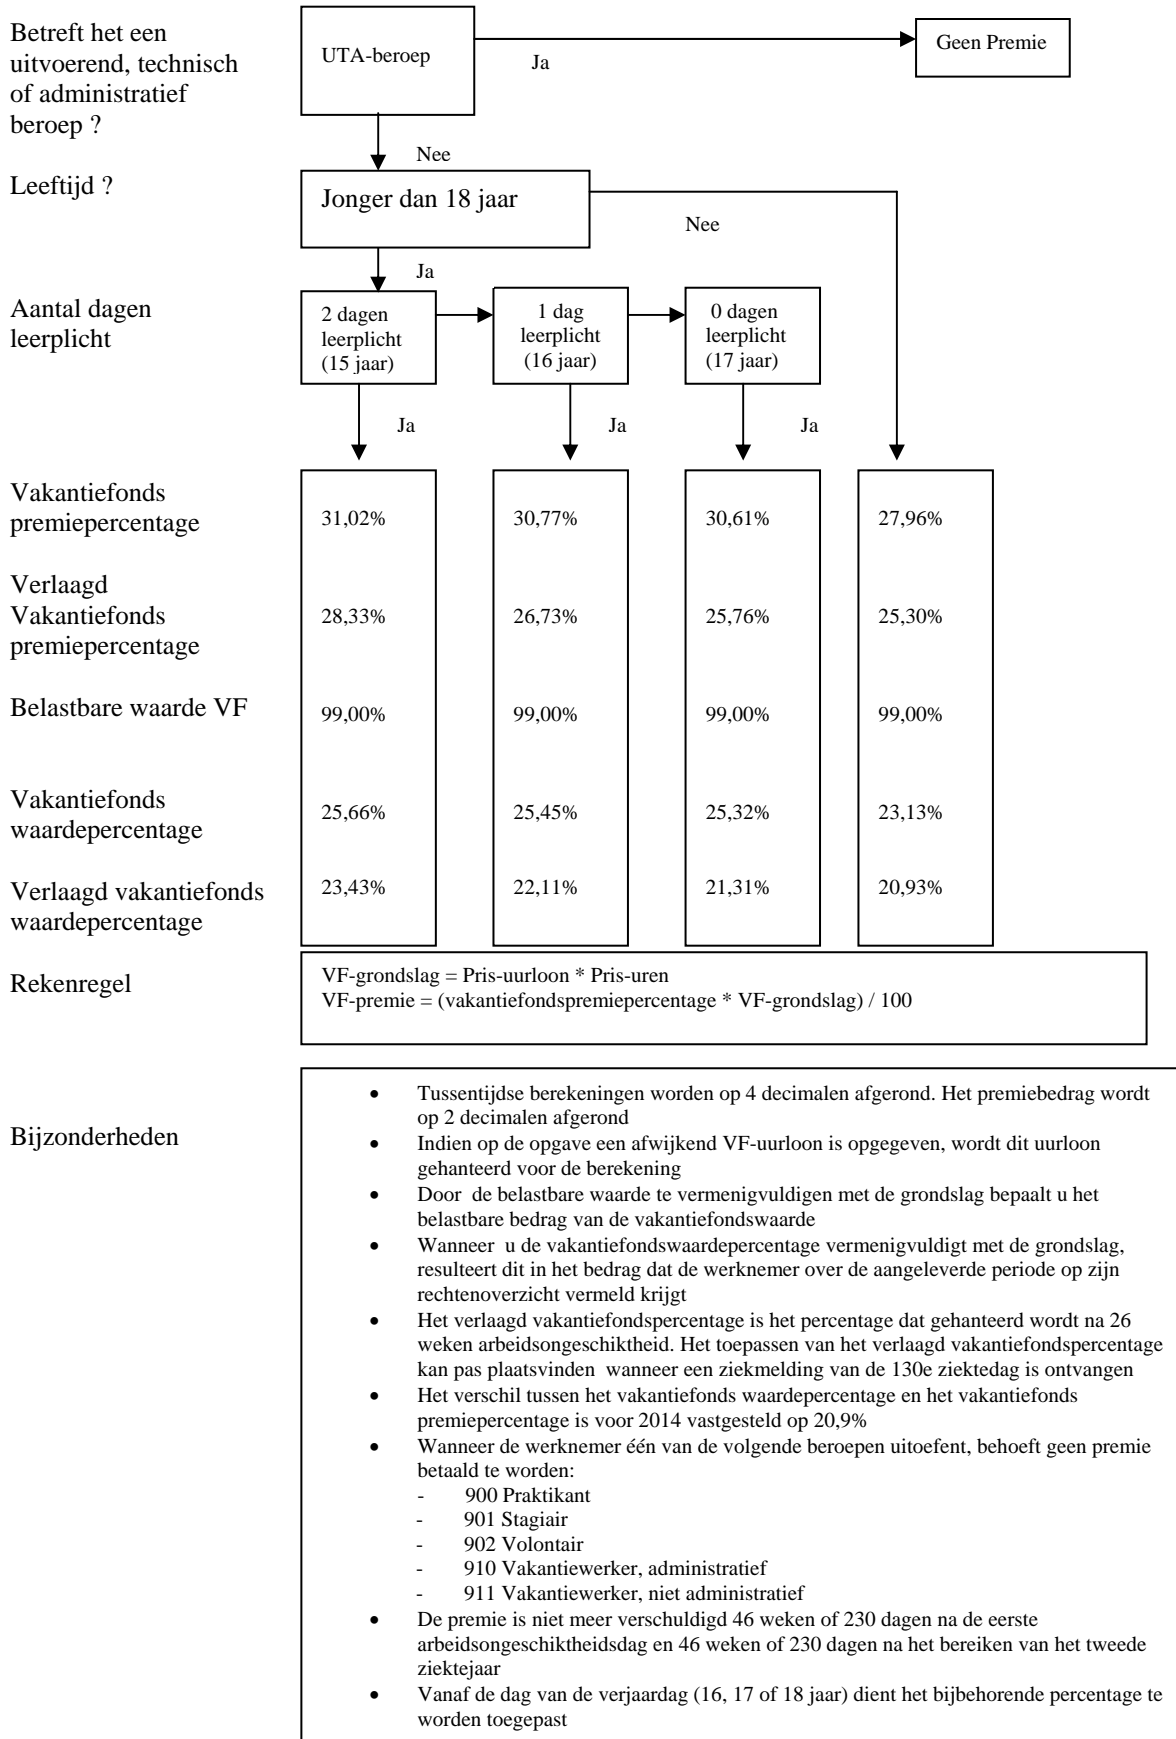 Betreft het een
uitvoerend, technisch
of administratief
beroep ?
UTA-beroep
Ja
Geen Premie
Nee
Leeftijd ?
Jonger dan 18 jaar
Nee
Ja
Aantal dagen
leerplicht
2 dagen
leerplicht
(15 jaar)
1 dag
leerplicht
(16 jaar)
0 dagen
leerplicht
(17 jaar)
Ja
Ja
Ja
Vakantiefonds
premiepercentage
31,02%
30,77%
30,61%
27,96%
Verlaagd
Vakantiefonds
premiepercentage
28,33%
26,73%
25,76%
25,30%
Belastbare waarde VF
99,00%
99,00%
99,00%
99,00%
Vakantiefonds
waardepercentage
25,66%
25,45%
25,32%
23,13%
Verlaagd vakantiefonds
waardepercentage
23,43%
22,11%
21,31%
20,93%
Rekenregel
VF-grondslag = Pris-uurloon * Pris-uren
VF-premie = (vakantiefondspremiepercentage * VF-grondslag) / 100
Bijzonderheden
• Tussentijdse berekeningen worden op 4 decimalen afgerond. Het premiebedrag wordt
op 2 decimalen afgerond
• Indien op de opgave een afwijkend VF-uurloon is opgegeven, wordt dit uurloon
gehanteerd voor de berekening
• Door de belastbare waarde te vermenigvuldigen met de grondslag bepaalt u het
belastbare bedrag van de vakantiefondswaarde
• Wanneer u de vakantiefondswaardepercentage vermenigvuldigt met de grondslag,
resulteert dit in het bedrag dat de werknemer over de aangeleverde periode op zijn
rechtenoverzicht vermeld krijgt
• Het verlaagd vakantiefondspercentage is het percentage dat gehanteerd wordt na 26
weken arbeidsongeschiktheid. Het toepassen van het verlaagd vakantiefondspercentage
kan pas plaatsvinden wanneer een ziekmelding van de 130e ziektedag is ontvangen
• Het verschil tussen het vakantiefonds waardepercentage en het vakantiefonds
premiepercentage is voor 2014 vastgesteld op 20,9%
• Wanneer de werknemer één van de volgende beroepen uitoefent, behoeft geen premie
betaald te worden:
- 900 Praktikant
- 901 Stagiair
- 902 Volontair
- 910 Vakantiewerker, administratief
- 911 Vakantiewerker, niet administratief
• De premie is niet meer verschuldigd 46 weken of 230 dagen na de eerste
arbeidsongeschiktheidsdag en 46 weken of 230 dagen na het bereiken van het tweede
ziektejaar
• Vanaf de dag van de verjaardag (16, 17 of 18 jaar) dient het bijbehorende percentage te
worden toegepast